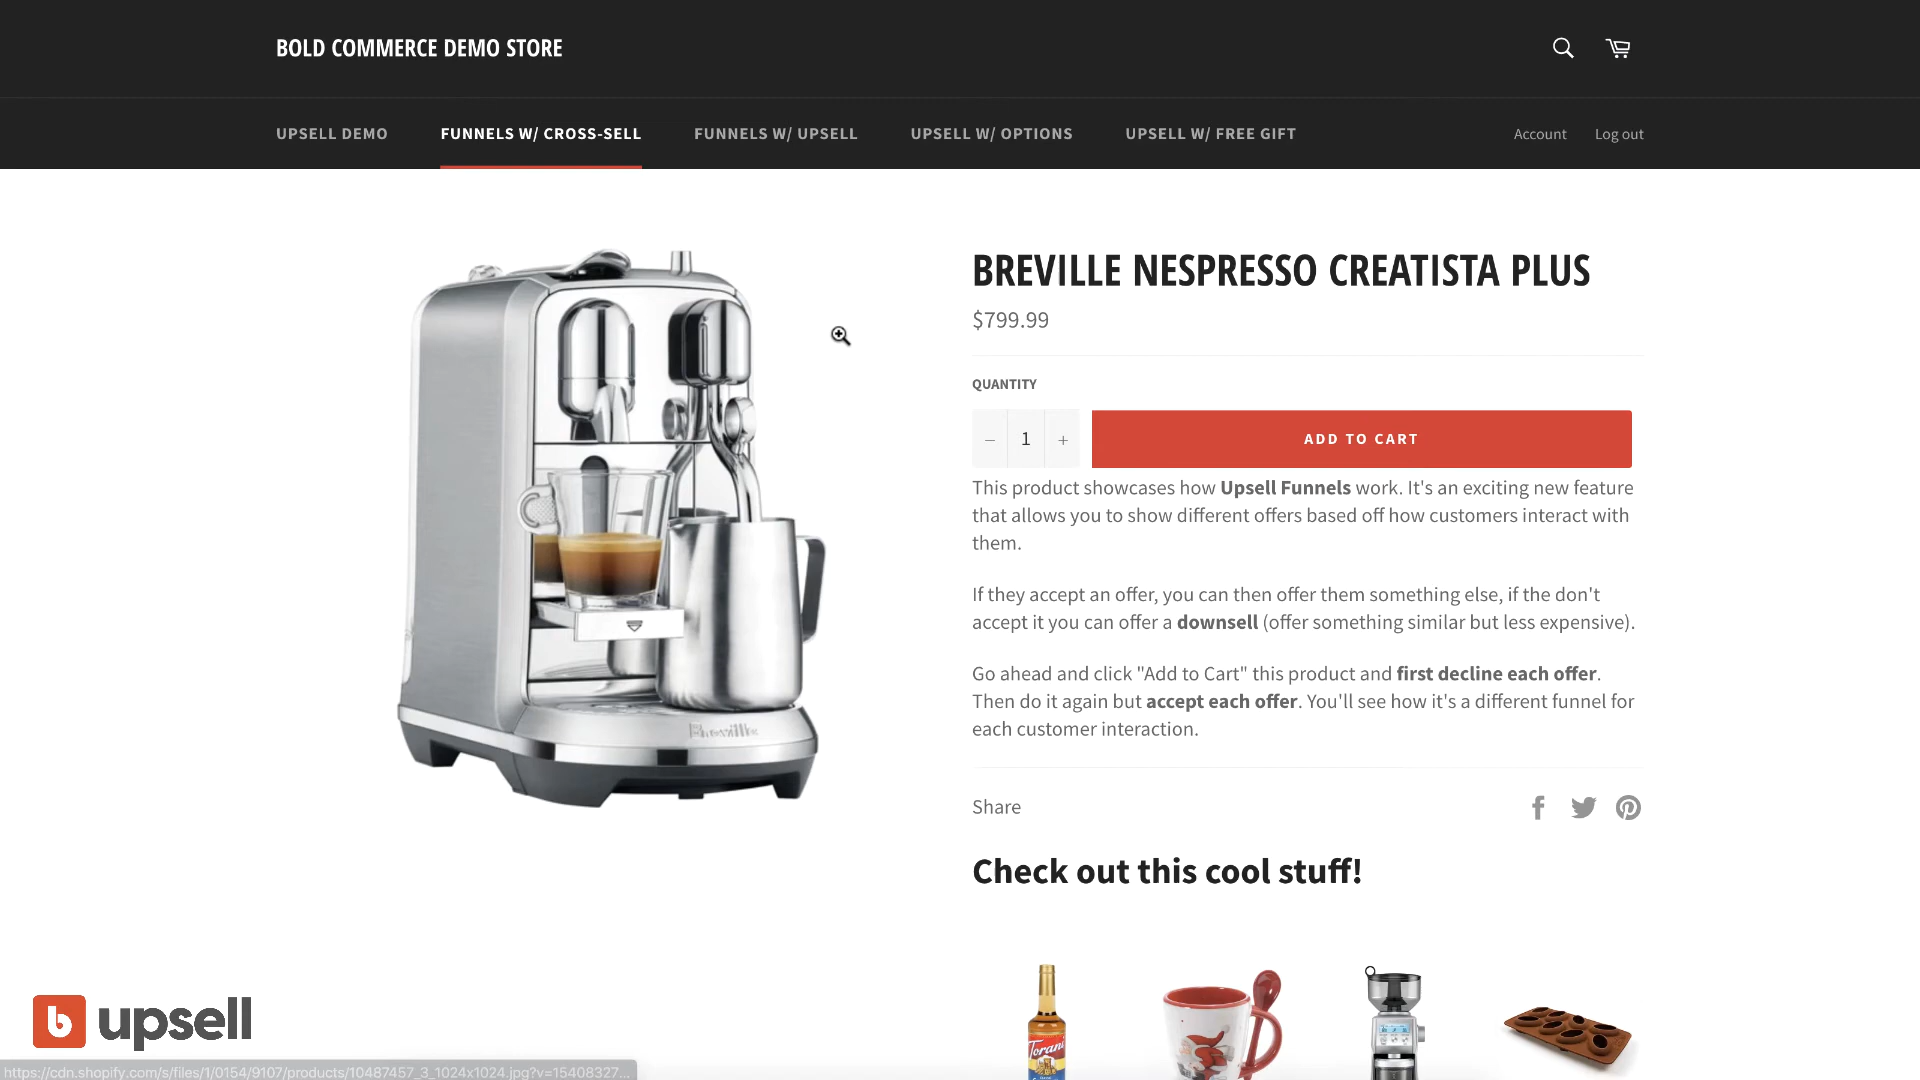 BOLD COMMERCE DEMO STORE
UPSELL DEMO
FUNNELS W/ CROSS-SELL
FUNNELS W/ UPSELL
UPSELL W/ OPTIONS
UPSELL W/ FREE GIFT
Account
Log out
BREVILLE NESPRESSO CREATISTA PLUS
$799.99
QUANTITY
− 1 +
ADD TO CART
This product showcases how Upsell Funnels work. It's an exciting new feature
that allows you to show different offers based off how customers interact with
them.
If they accept an offer, you can then offer them something else, if the don't
accept it you can offer a downsell (offer something similar but less expensive).
Go ahead and click "Add to Cart" this product and first decline each offer.
Then do it again but accept each offer. You'll see how it's a different funnel for
each customer interaction.
Breville
Share
Check out this cool stuff!
Torani
b upsell
https://cdn.shopify.com/s/files/1/0154/9107/products/10487457_3_1024x1024.jpg?v=15408327...